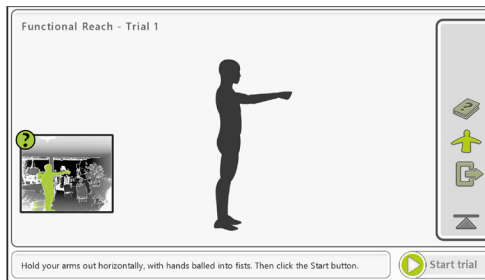 Functional Reach - Trial 1
?
?
Hold your arms out horizontally, with hands balled into fists. Then click the Start button.
Start trial